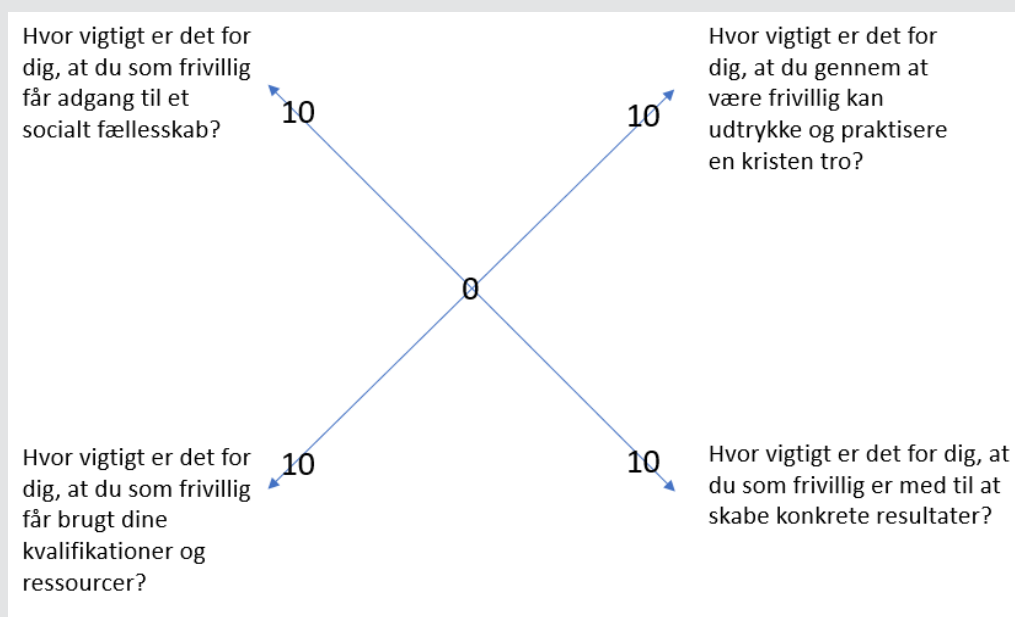 Hvor vigtigt er det for
dig, at du som frivillig
får adgang til et
socialt fællesskab?
10
Hvor vigtigt er det for
dig, at du gennem at
være frivillig kan
udtrykke og praktisere
en kristen tro?
10
0
Hvor vigtigt er det for
dig, at du som frivillig
får brugt dine
kvalifikationer og
ressourcer?
10
10
Hvor vigtigt er det for dig, at
du som frivillig er med til at
skabe konkrete resultater?